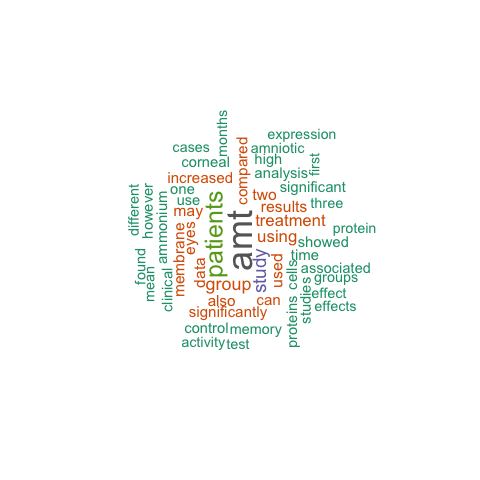 months
expression
cases
compared
amniotic
corneal
high
first
increased
analysis
one
two
significant
different
however
use
ammonium
may
patients
results
three
amt
treatment
eyes
using
protein
membrane
showed
study
time
found
mean
clinical
data
used
cells
associated
group
groups
also
can
studies
effect
significantly
effects
control
memory
proteins
activity
test